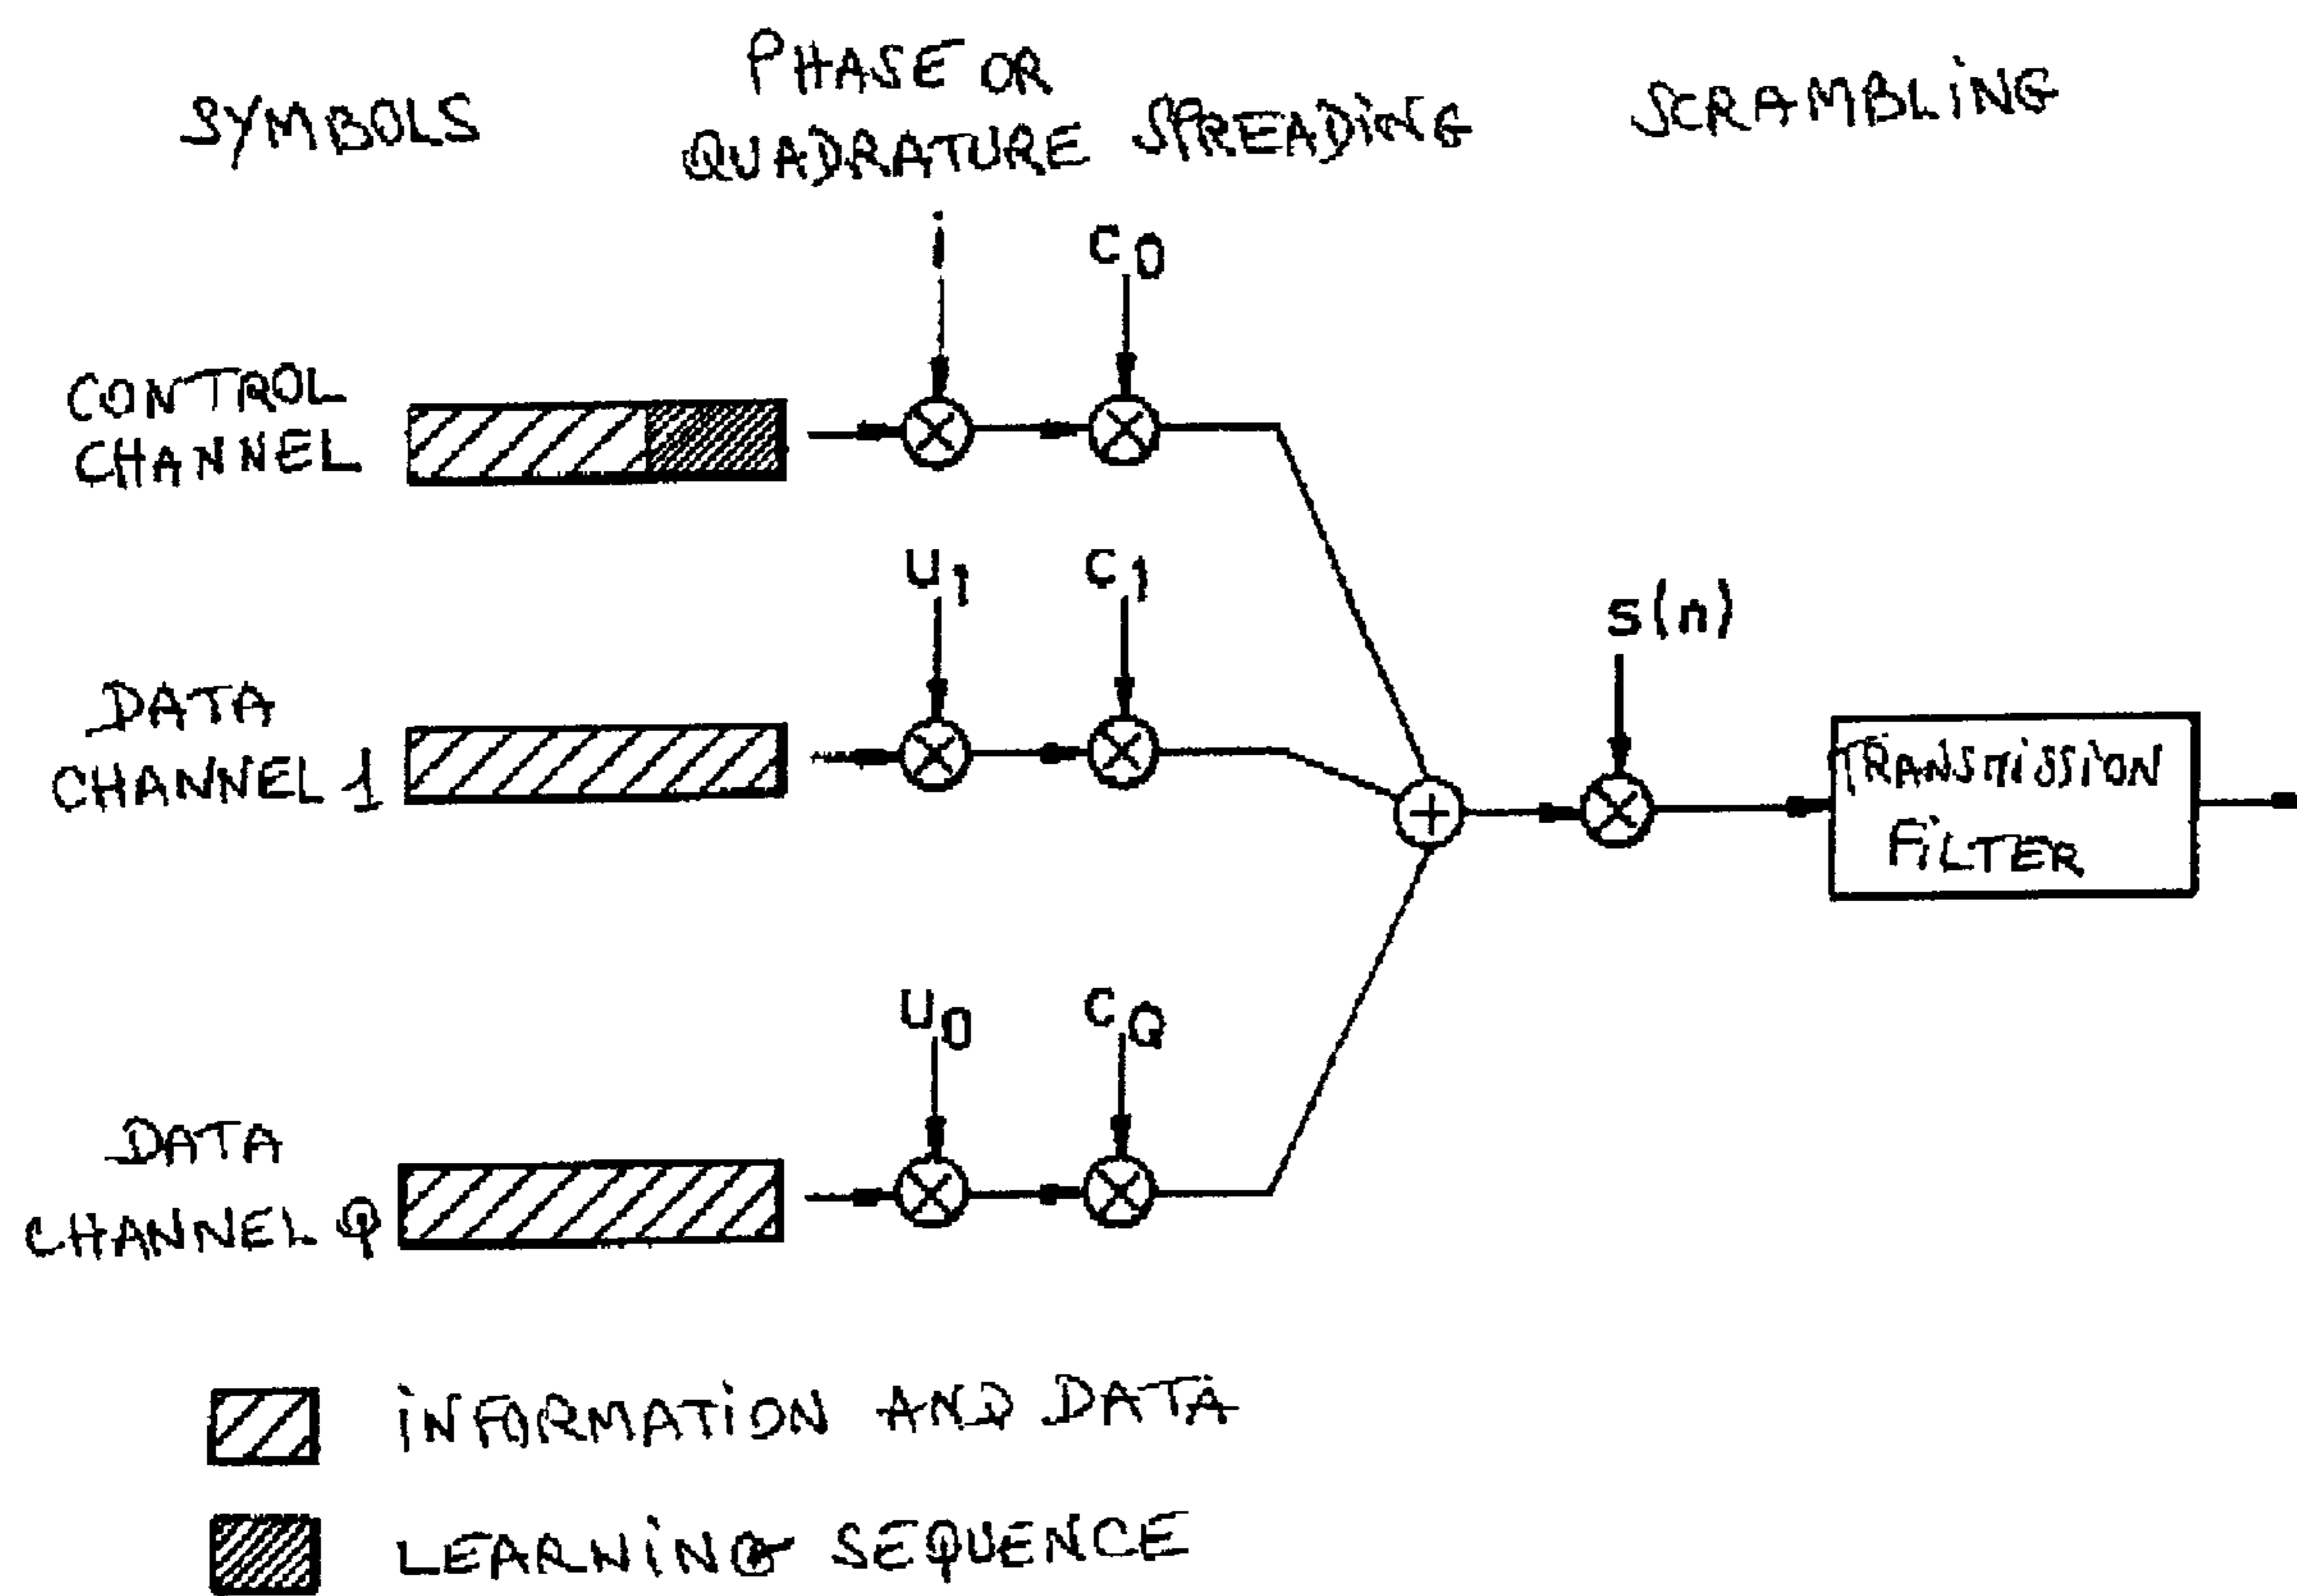 SYMBOLS
PHASE OR
QUADRATURE
SPREADING
SCRAMBLING
i
c0
CONTROL
CHANNEL
u1
c1
DATA
CHANNEL 1
s(n)
TRANSMISSION
FILTER
u0
cQ
DATA
CHANNEL Q
INFORMATION AND DATA
LEARNING SEQUENCE